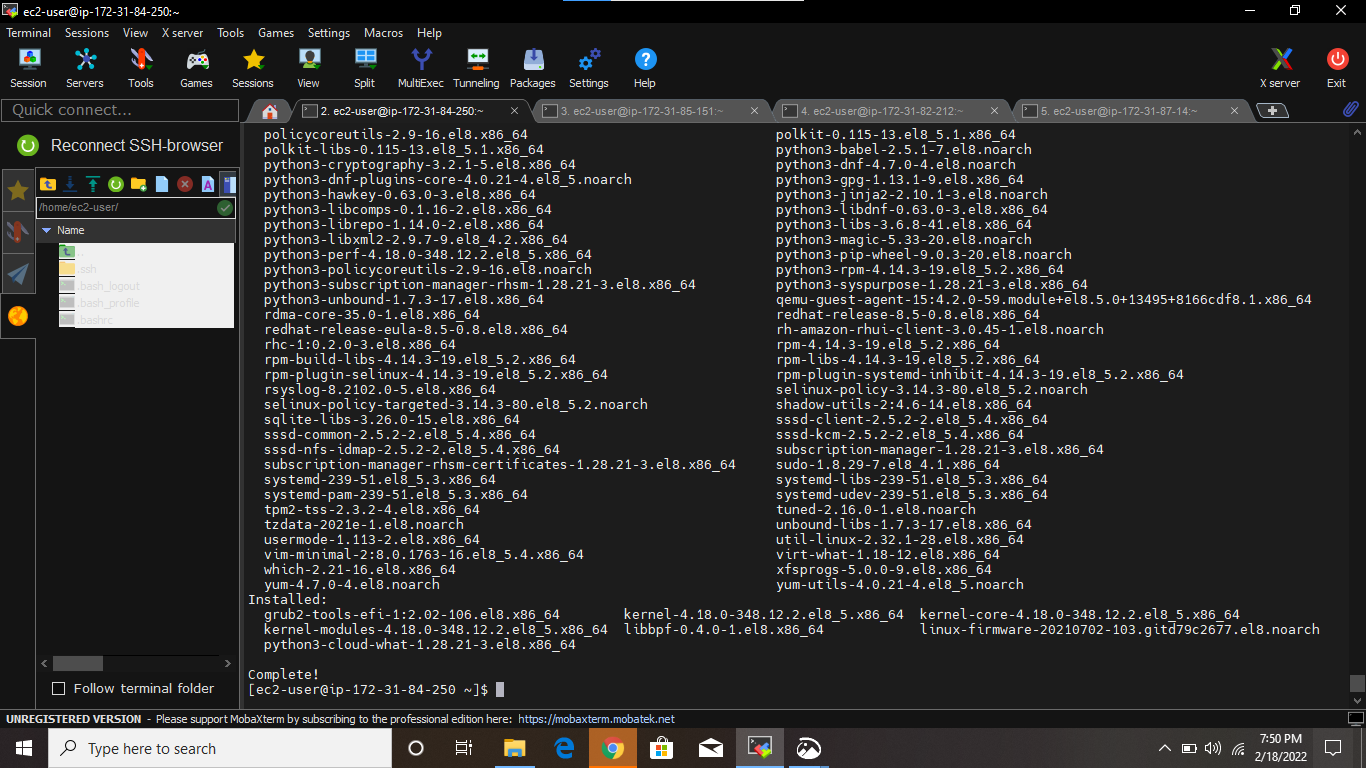 ec2-user@ip-172-31-84-250:~
Terminal Sessions View X server Tools Games Settings Macros Help
Session Servers Tools Games Sessions View Split MultiExec Tunneling Packages Settings Help X server Exit
Quick connect...
2. ec2-user@ip-172-31-84-250:~ 3. ec2-user@ip-172-31-85-151:~ 4. ec2-user@ip-172-31-82-212:~ 5. ec2-user@ip-172-31-87-14:~
Reconnect SSH-browser
/home/ec2-user/
Name
..
.ssh
.bash_logout
.bash_profile
.bashrc
Follow terminal folder
policycoreutils-2.9-16.el8.x86_64 polkit-0.115-13.el8_5.1.x86_64
polkit-libs-0.115-13.el8_5.1.x86_64 python3-babel-2.5.1-7.el8.noarch
python3-cryptography-3.2.1-5.el8.x86_64 python3-dnf-4.7.0-4.el8.noarch
python3-dnf-plugins-core-4.0.21-4.el8_5.noarch python3-gpg-1.13.1-9.el8.x86_64
python3-hawkey-0.63.0-3.el8.x86_64 python3-jinja2-2.10.1-3.el8.noarch
python3-libcomps-0.1.16-2.el8.x86_64 python3-libdnf-0.63.0-3.el8.x86_64
python3-librepo-1.14.0-2.el8.x86_64 python3-libs-3.6.8-41.el8.x86_64
python3-libxml2-2.9.7-9.el8_4.2.x86_64 python3-magic-5.33-20.el8.noarch
python3-perf-4.18.0-348.12.2.el8_5.x86_64 python3-pip-wheel-9.0.3-20.el8.noarch
python3-policycoreutils-2.9-16.el8.noarch python3-rpm-4.14.3-19.el8_5.2.x86_64
python3-subscription-manager-rhsm-1.28.21-3.el8.x86_64 python3-syspurpose-1.28.21-3.el8.x86_64
python3-unbound-1.7.3-17.el8.x86_64 qemu-guest-agent-15:4.2.0-59.module+el8.5.0+13495+8166cdf8.1.x86_64
rdma-core-35.0-1.el8.x86_64 redhat-release-8.5-0.8.el8.x86_64
redhat-release-eula-8.5-0.8.el8.x86_64 rh-amazon-rhui-client-3.0.45-1.el8.noarch
rhc-1:0.2.0-3.el8.x86_64 rpm-4.14.3-19.el8_5.2.x86_64
rpm-build-libs-4.14.3-19.el8_5.2.x86_64 rpm-libs-4.14.3-19.el8_5.2.x86_64
rpm-plugin-selinux-4.14.3-19.el8_5.2.x86_64 rpm-plugin-systemd-inhibit-4.14.3-19.el8_5.2.x86_64
rsyslog-8.2102.0-5.el8.x86_64 selinux-policy-3.14.3-80.el8_5.2.noarch
selinux-policy-targeted-3.14.3-80.el8_5.2.noarch shadow-utils-2:4.6-14.el8.x86_64
sqlite-libs-3.26.0-15.el8.x86_64 sssd-client-2.5.2-2.el8_5.4.x86_64
sssd-common-2.5.2-2.el8_5.4.x86_64 sssd-kcm-2.5.2-2.el8_5.4.x86_64
sssd-nfs-idmap-2.5.2-2.el8_5.4.x86_64 subscription-manager-1.28.21-3.el8.x86_64
subscription-manager-rhsm-certificates-1.28.21-3.el8.x86_64 sudo-1.8.29-7.el8_4.1.x86_64
systemd-239-51.el8_5.3.x86_64 systemd-libs-239-51.el8_5.3.x86_64
systemd-pam-239-51.el8_5.3.x86_64 systemd-udev-239-51.el8_5.3.x86_64
tpm2-tss-2.3.2-4.el8.x86_64 tuned-2.16.0-1.el8.noarch
tzdata-2021e-1.el8.noarch unbound-libs-1.7.3-17.el8.x86_64
usermode-1.113-2.el8.x86_64 util-linux-2.32.1-28.el8.x86_64
vim-minimal-2:8.0.1763-16.el8_5.4.x86_64 virt-what-1.18-12.el8.x86_64
which-2.21-16.el8.x86_64 xfsprogs-5.0.0-9.el8.x86_64
yum-4.7.0-4.el8.noarch yum-utils-4.0.21-4.el8_5.noarch
Installed:
grub2-tools-efi-1:2.02-106.el8.x86_64 kernel-4.18.0-348.12.2.el8_5.x86_64 kernel-core-4.18.0-348.12.2.el8_5.x86_64
kernel-modules-4.18.0-348.12.2.el8_5.x86_64 libbpf-0.4.0-1.el8.x86_64 linux-firmware-20210702-103.gitd79c2677.el8.noarch
python3-cloud-what-1.28.21-3.el8.x86_64
Complete!
[ec2-user@ip-172-31-84-250 ~]$
UNREGISTERED VERSION - Please support MobaXterm by subscribing to the professional edition here: https://mobaxterm.mobatek.net
Type here to search
7:50 PM
2/18/2022